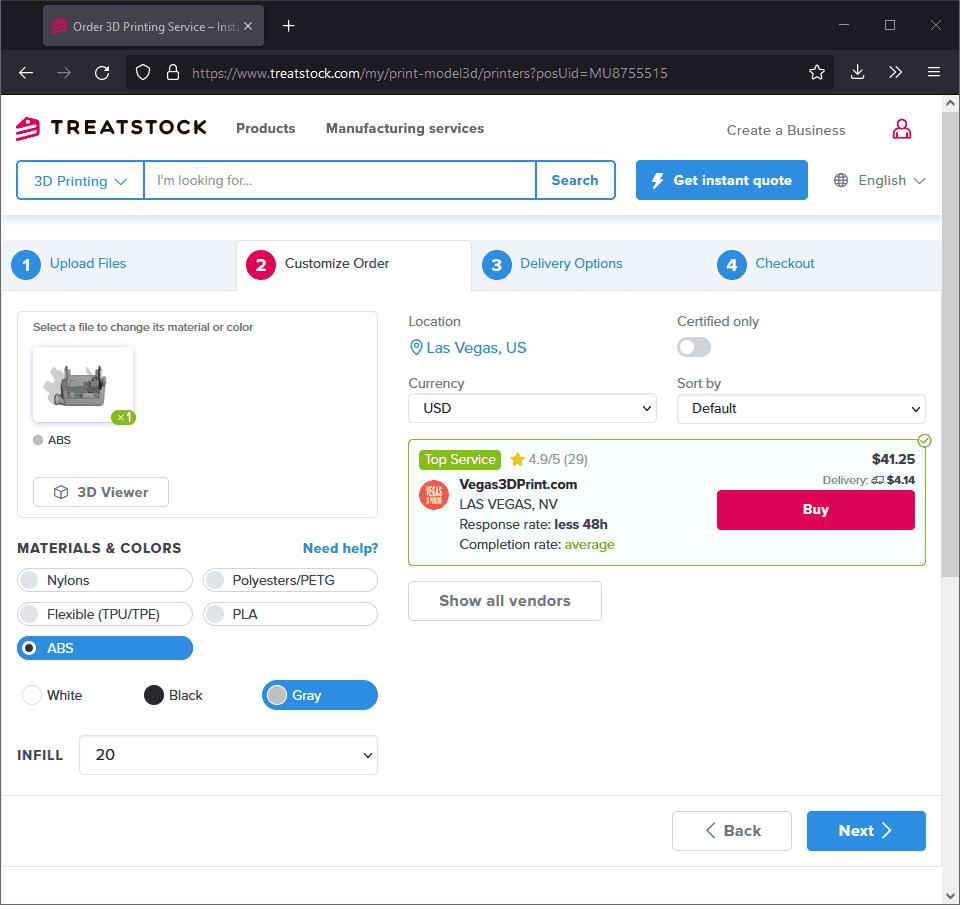 Order 3D Printing Service – Inst
https://www.treatstock.com/my/print-model3d/printers?posUid=MU8755515
TREATSTOCK
Products
Manufacturing services
Create a Business
3D Printing
I'm looking for...
Search
Get instant quote
English
1 Upload Files
2 Customize Order
3 Delivery Options
4 Checkout
Select a file to change its material or color
×1
ABS
3D Viewer
MATERIALS & COLORS
Need help?
Nylons
Polyesters/PETG
Flexible (TPU/TPE)
PLA
ABS
White
Black
Gray
INFILL
20
Location
Las Vegas, US
Certified only
Currency
USD
Sort by
Default
Top Service
4.9/5 (29)
$41.25
Delivery: $4.14
VEGAS
3D PRINTING
Vegas3DPrint.com
LAS VEGAS, NV
Response rate: less 48h
Completion rate: average
Buy
Show all vendors
Back
Next